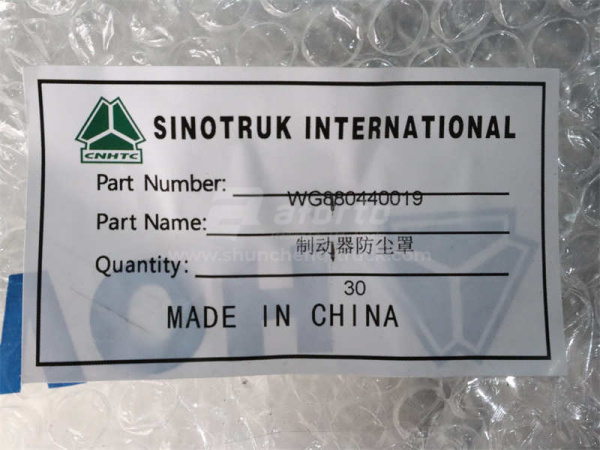 SINOTRUK INTERNATIONAL
CNHTC
Part Number: WG880440019
Part Name: 制动器防尘罩
Quantity: 30
MADE IN CHINA